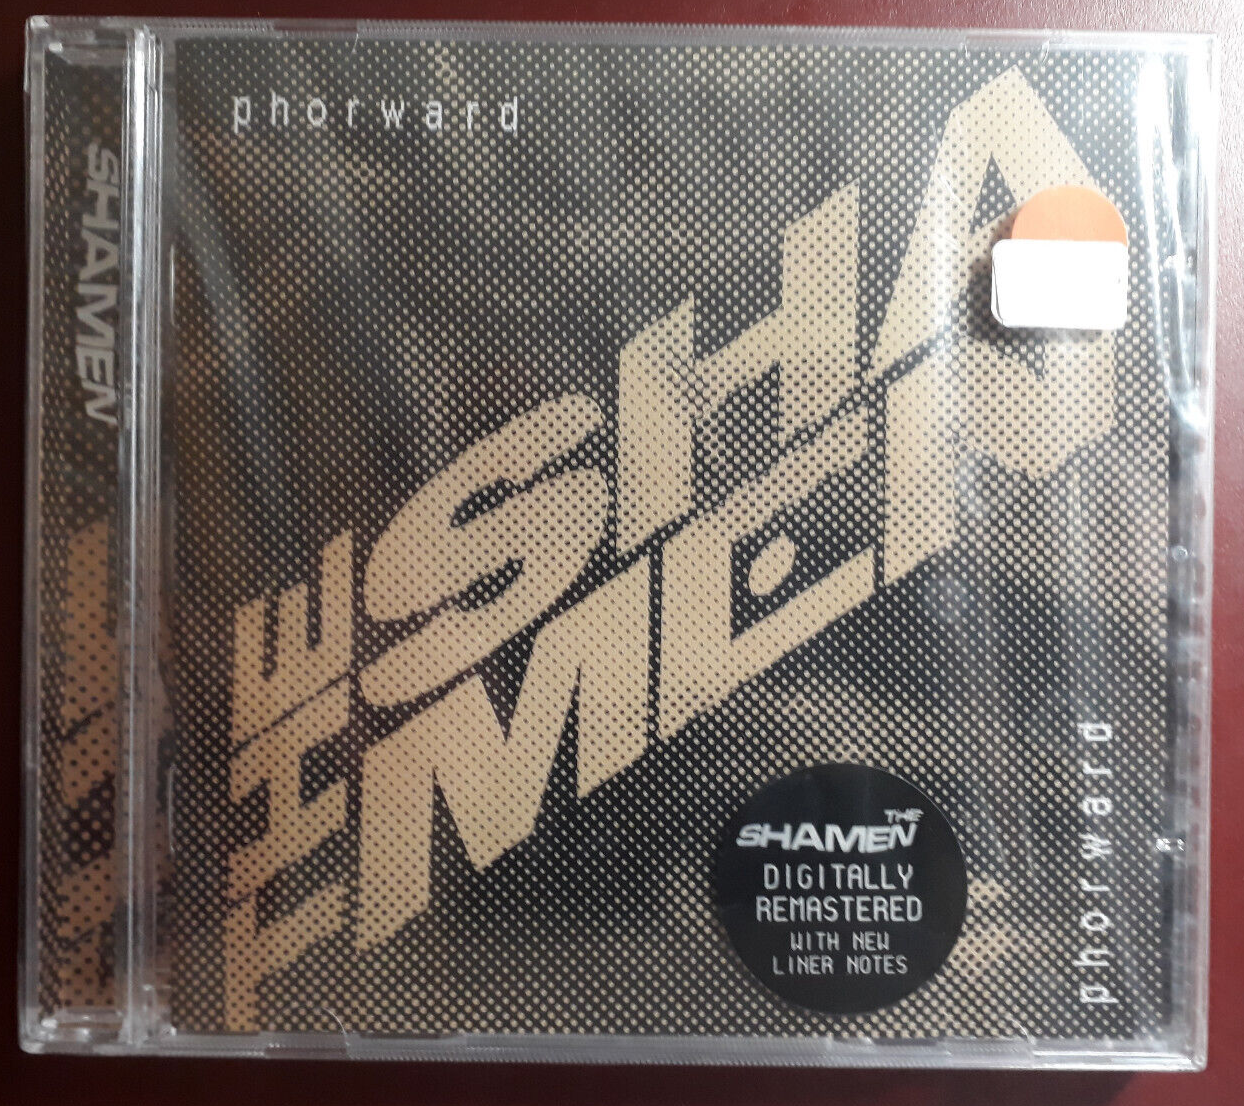 SHAMEN
phorward
THE
SHA
MEN
phorward
THE
SHAMEN
DIGITALLY
REMASTERED
WITH NEW
LINER NOTES